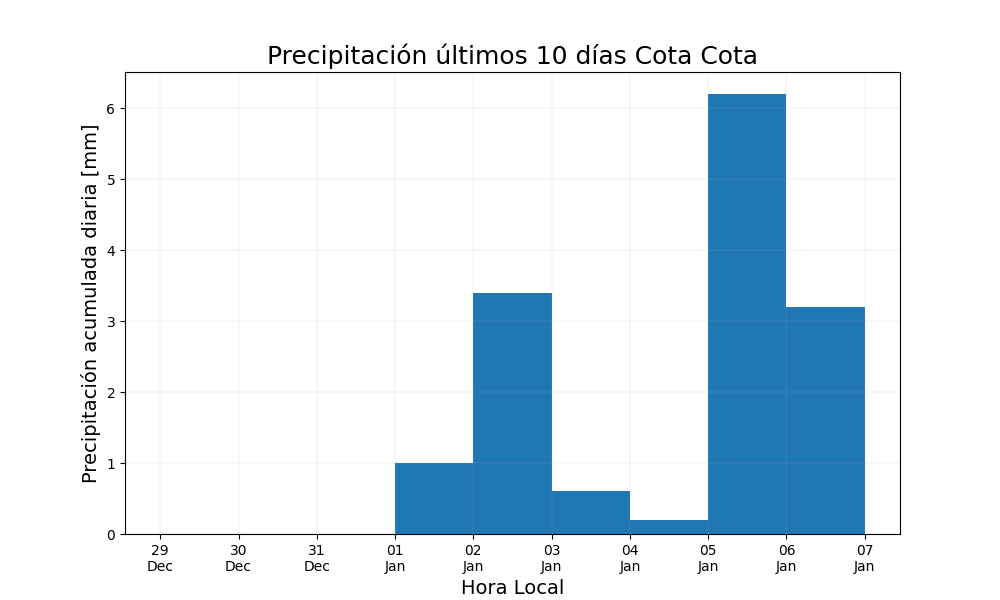 Precipitación últimos 10 días Cota Cota
Precipitación acumulada diaria [mm]
6
5
4
3
2
1
0
29 30 31 01 02 03 04 05 06 07
Dec Dec Dec Jan Jan Jan Jan Jan Jan Jan
Hora Local